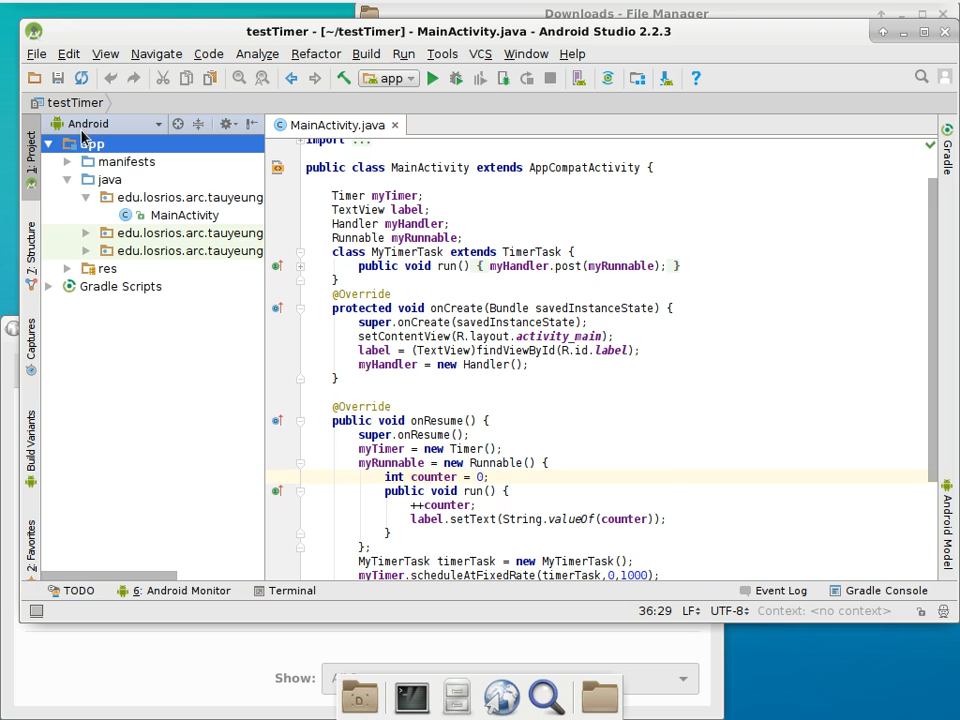 Downloads - File Manager
testTimer - [~/testTimer] - MainActivity.java - Android Studio 2.2.3
File Edit View Navigate Code Analyze Refactor Build Run Tools VCS Window Help
app
testTimer
Android
MainActivity.java
app
manifests
java
edu.losrios.arc.tauyeung
MainActivity
edu.losrios.arc.tauyeung
edu.losrios.arc.tauyeung
res
Gradle Scripts
1: Project
7: Structure
Captures
Build Variants
2: Favorites
import ...
public class MainActivity extends AppCompatActivity {
Timer myTimer;
TextView label;
Handler myHandler;
Runnable myRunnable;
class MyTimerTask extends TimerTask {
public void run() { myHandler.post(myRunnable); }
}
@Override
protected void onCreate(Bundle savedInstanceState) {
super.onCreate(savedInstanceState);
setContentView(R.layout.activity_main);
label = (TextView)findViewById(R.id.label);
myHandler = new Handler();
}
@Override
public void onResume() {
super.onResume();
myTimer = new Timer();
myRunnable = new Runnable() {
int counter = 0;
public void run() {
++counter;
label.setText(String.valueOf(counter));
}
};
MyTimerTask timerTask = new MyTimerTask();
myTimer.scheduleAtFixedRate(timerTask,0,1000);
Gradle
Android Model
TODO 6: Android Monitor Terminal Event Log Gradle Console
36:29 LF UTF-8 Context: <no context>
Show: